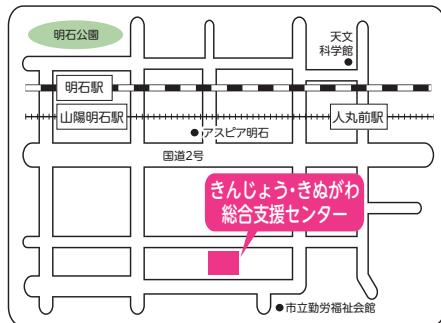 明石公園
天文
科学館
明石駅
山陽明石駅
人丸前駅
アスピア明石
国道2号
きんじょう・きぬがわ
総合支援センター
市立勤労福祉会館